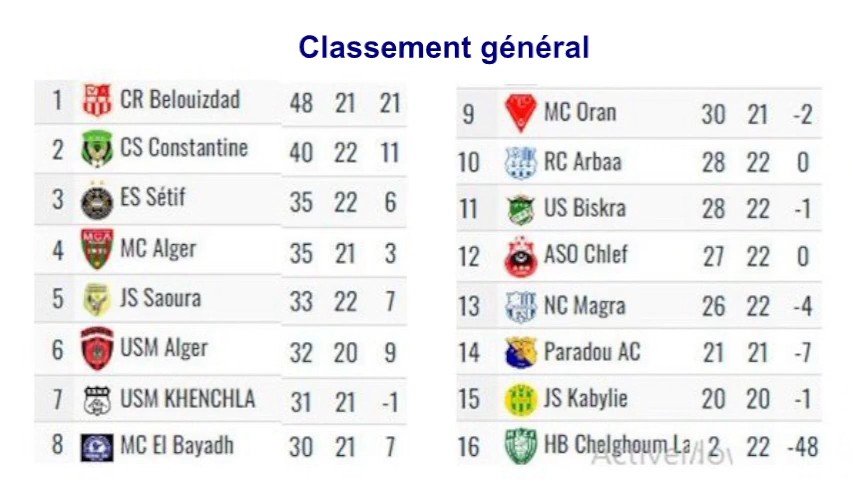 Classement général
1 CR Belouizdad 48 21 21
2 CS Constantine 40 22 11
3 ES Sétif 35 22 6
4 MC Alger 35 21 3
5 JS Saoura 33 22 7
6 USM Alger 32 20 9
7 USM KHENCHLA 31 21 -1
8 MC El Bayadh 30 21 7
9 MC Oran 30 21 -2
10 RC Arbaa 28 22 0
11 US Biskra 28 22 -1
12 ASO Chlef 27 22 0
13 NC Magra 26 22 -4
14 Paradou AC 21 21 -7
15 JS Kabylie 20 20 -1
16 HB Chelghoum La 2 22 -48